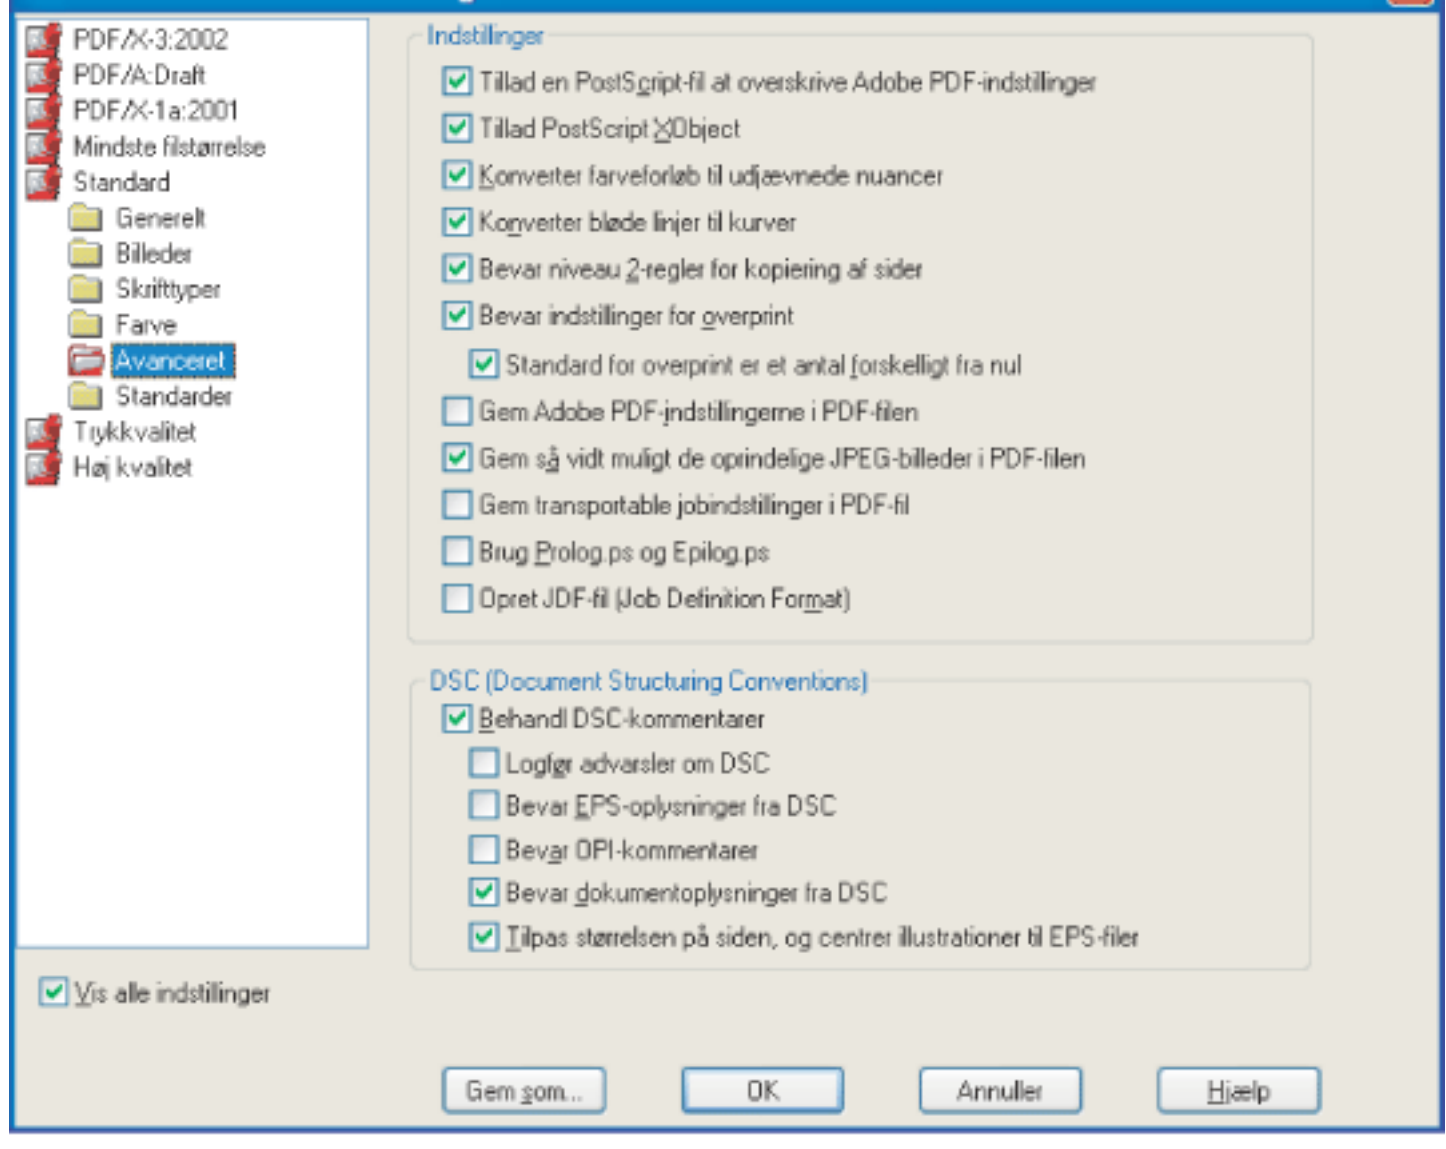 PDF/X-3:2002
PDF/A:Draft
PDF/X-1a:2001
Mindste filstørrelse
Standard
Generelt
Billeder
Skrifttyper
Farve
Avanceret
Standarder
Trykkvalitet
Høj kvalitet
Vis alle indstillinger
Indstillinger
Tillad en PostScript-fil at overskrive Adobe PDF-indstillinger
Tillad PostScript XObject
Konverter farveforløb til udjævnede nuancer
Konverter bløde linjer til kurver
Bevar niveau 2-regler for kopiering af sider
Bevar indstillinger for overprint
Standard for overprint er et antal forskelligt fra nul
Gem Adobe PDF-indstillingerne i PDF-filen
Gem så vidt muligt de oprindelige JPEG-billeder i PDF-filen
Gem transportable jobindstillinger i PDF-fil
Brug Prolog.ps og Epilog.ps
Opret JDF-fil (Job Definition Format)
DSC (Document Structuring Conventions)
Behandl DSC-kommentarer
Logfør advarsler om DSC
Bevar EPS-oplysninger fra DSC
Bevar OPI-kommentarer
Bevar dokumentoplysninger fra DSC
Tilpas størrelsen på siden, og centrer illustrationer til EPS-filer
Gem som...
OK
Annuller
Hjælp